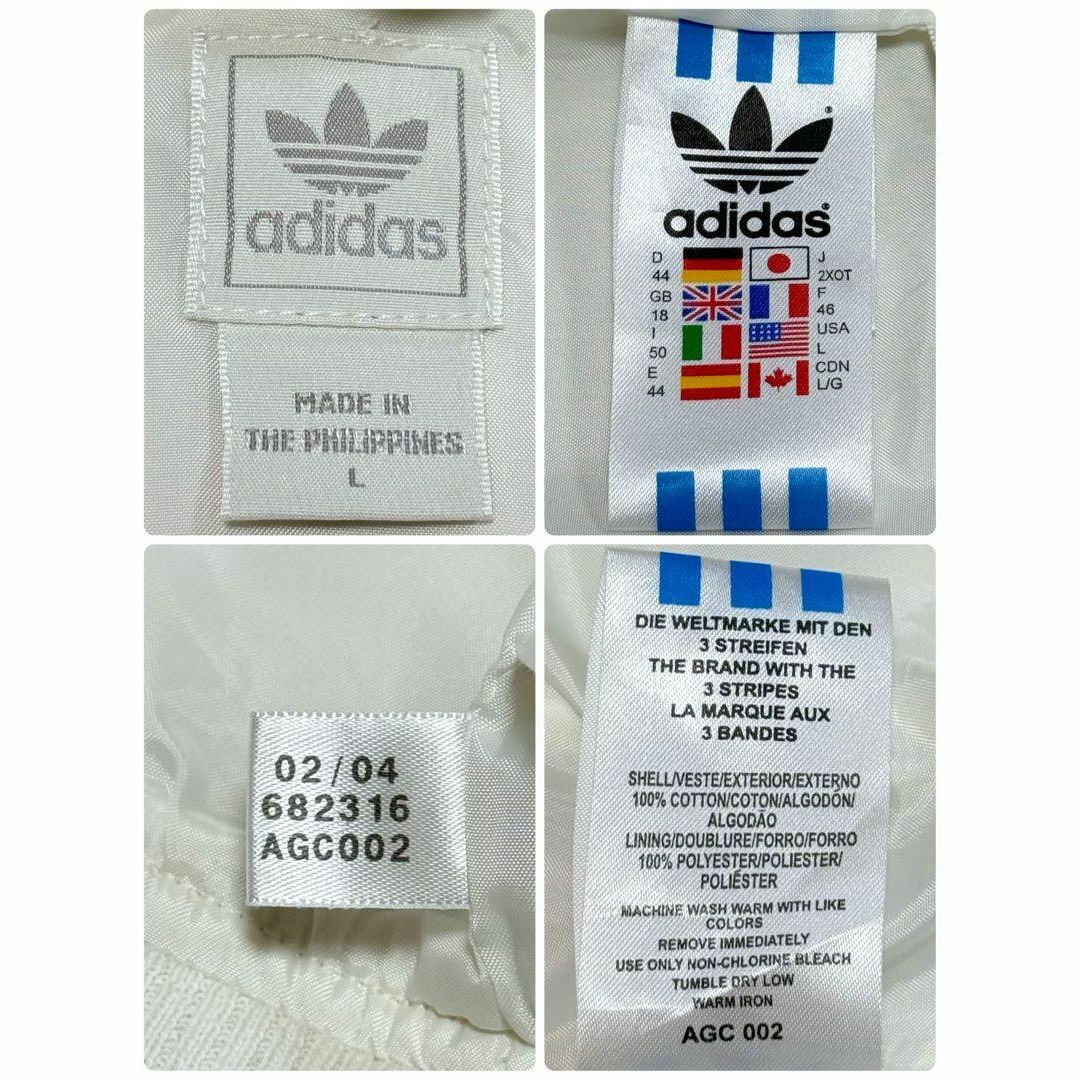 adidas
MADE IN
THE PHILIPPINES
L
adidas®
D
44
J
2XOT
GB
18
F
46
I
50
USA
L
E
44
CDN
L/G
02/04
682316
AGC002
DIE WELTMARKE MIT DEN
3 STREIFEN
THE BRAND WITH THE
3 STRIPES
LA MARQUE AUX
3 BANDES
SHELL/VESTE/EXTERIOR/EXTERNO
100% COTTON/COTON/ALGODÓN/
ALGODÃO
LINING/DOUBLURE/FORRO/FORRO
100% POLYESTER/POLIESTER/
POLIÉSTER
MACHINE WASH WARM WITH LIKE
COLORS
REMOVE IMMEDIATELY
USE ONLY NON-CHLORINE BLEACH
TUMBLE DRY LOW
WARM IRON
AGC 002